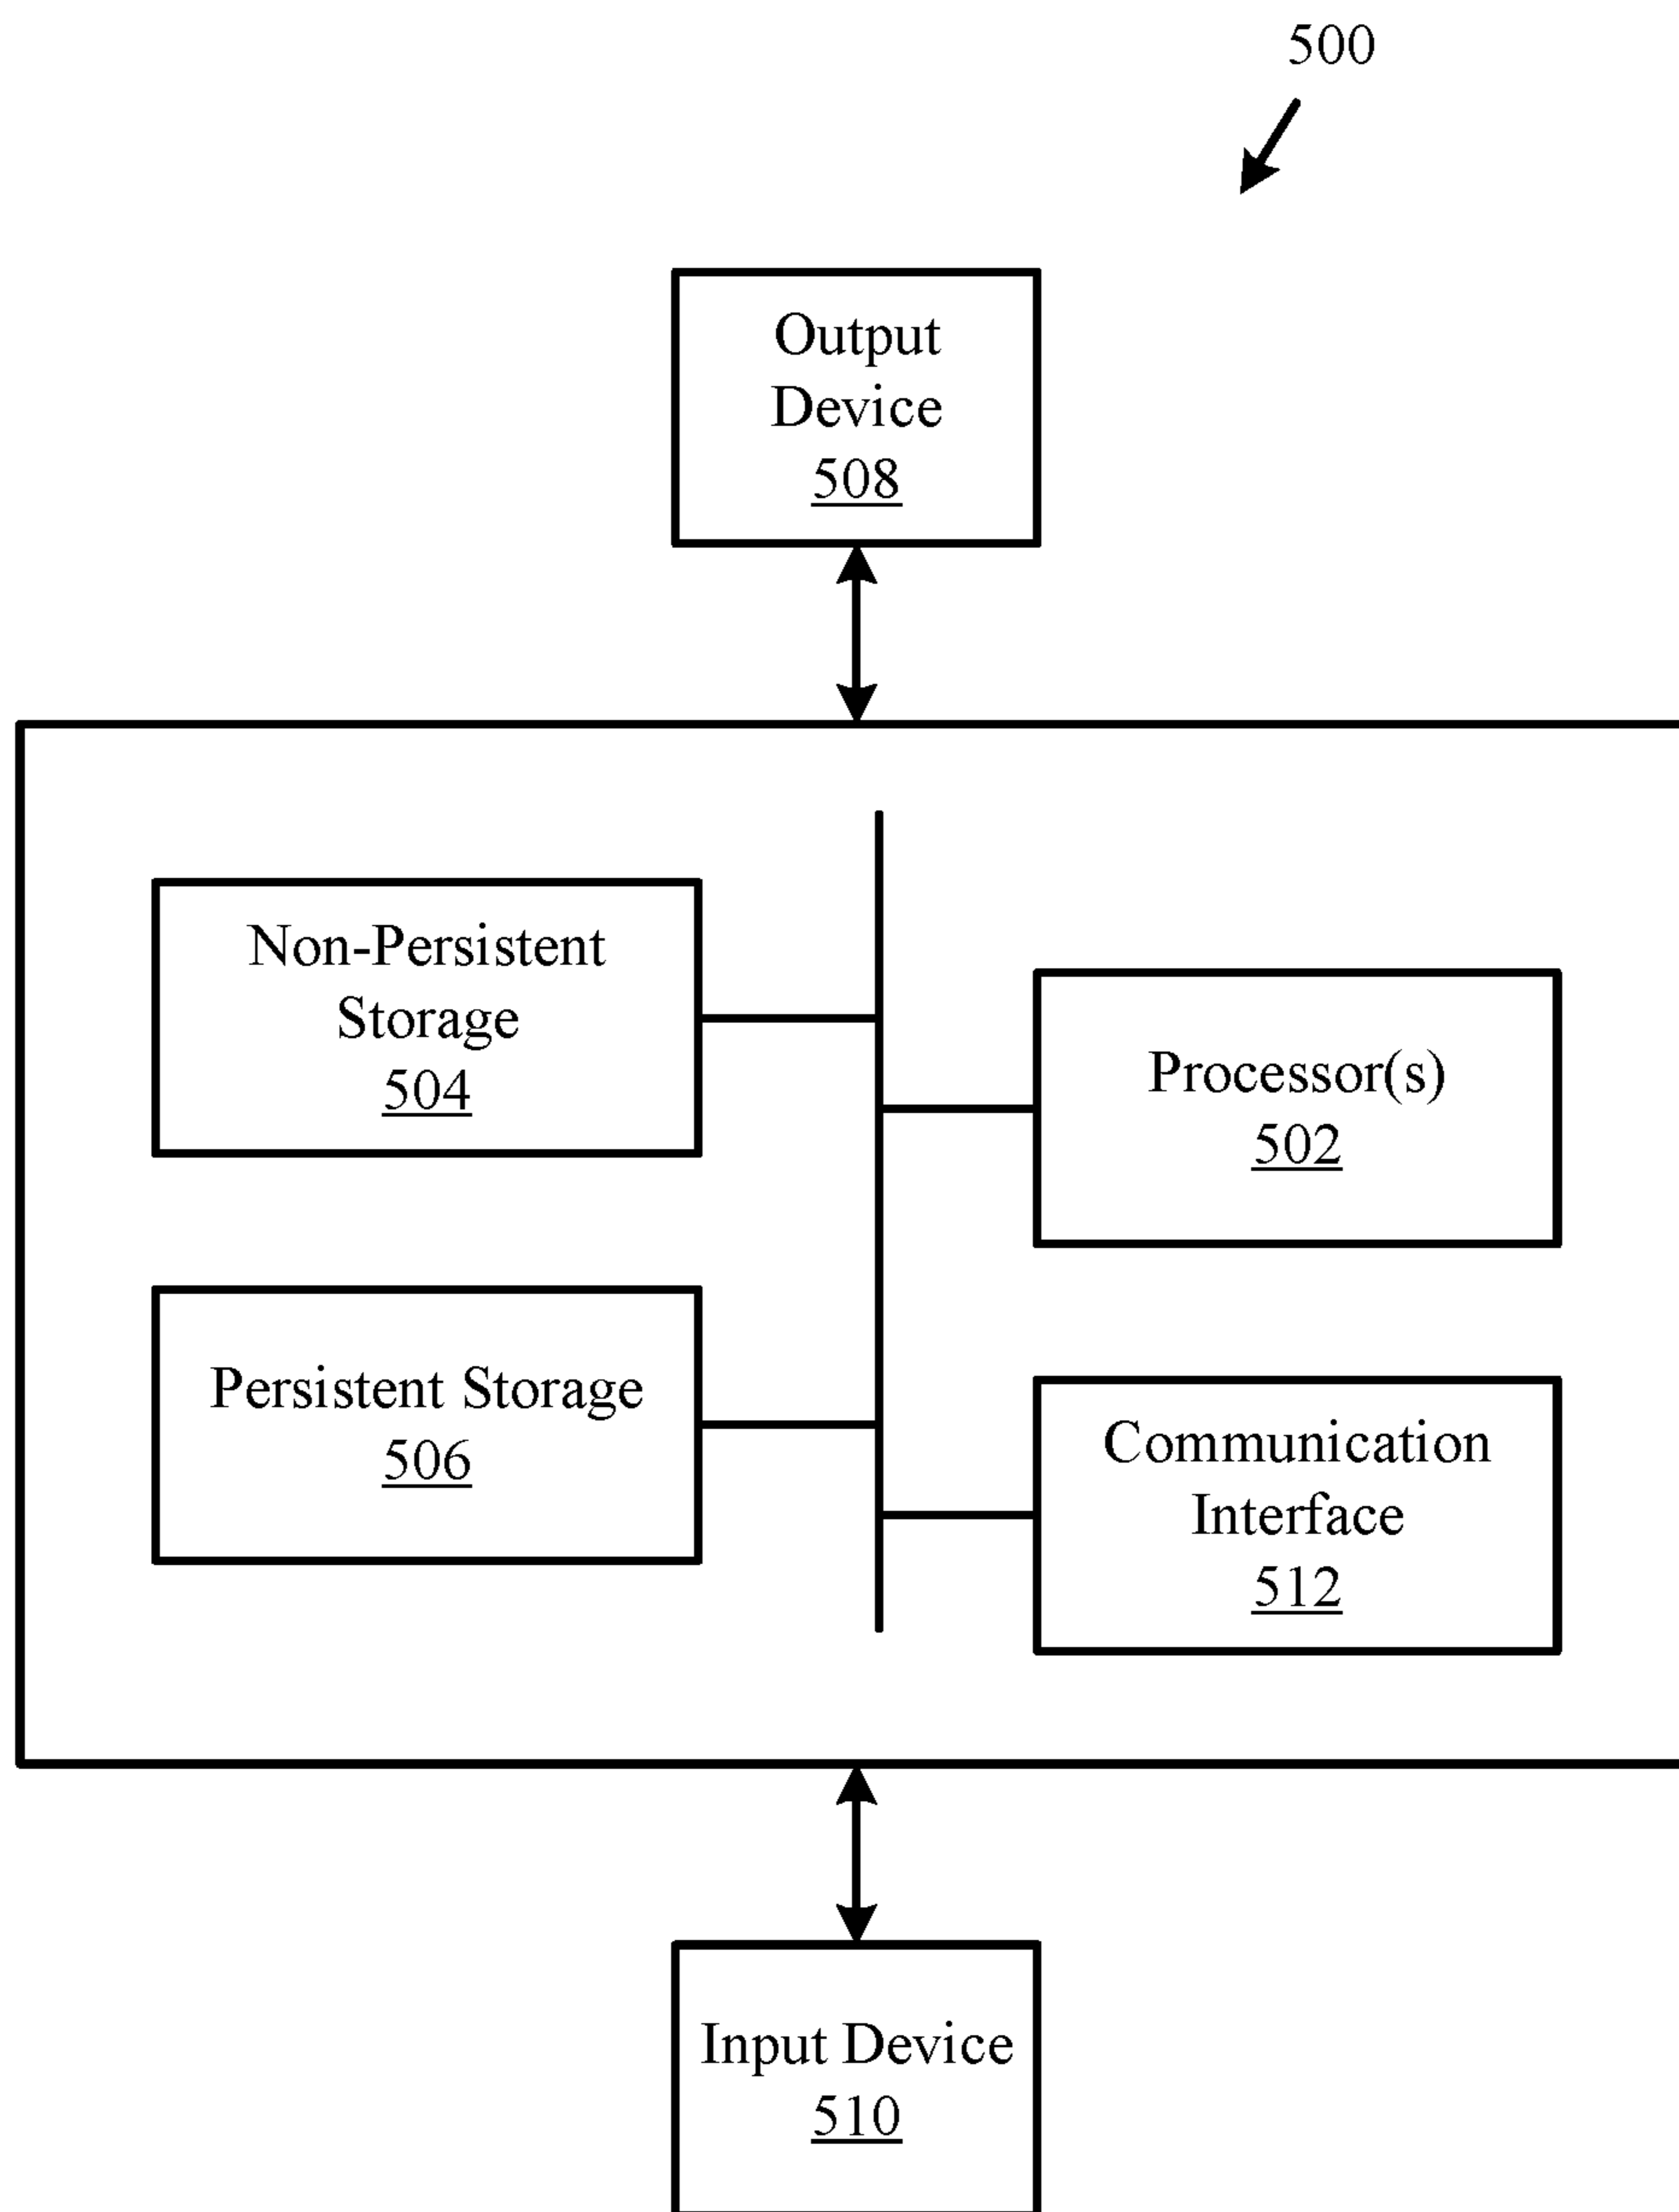 500
Output
Device
508
Non-Persistent
Storage
504
Processor(s)
502
Persistent Storage
506
Communication
Interface
512
Input Device
510